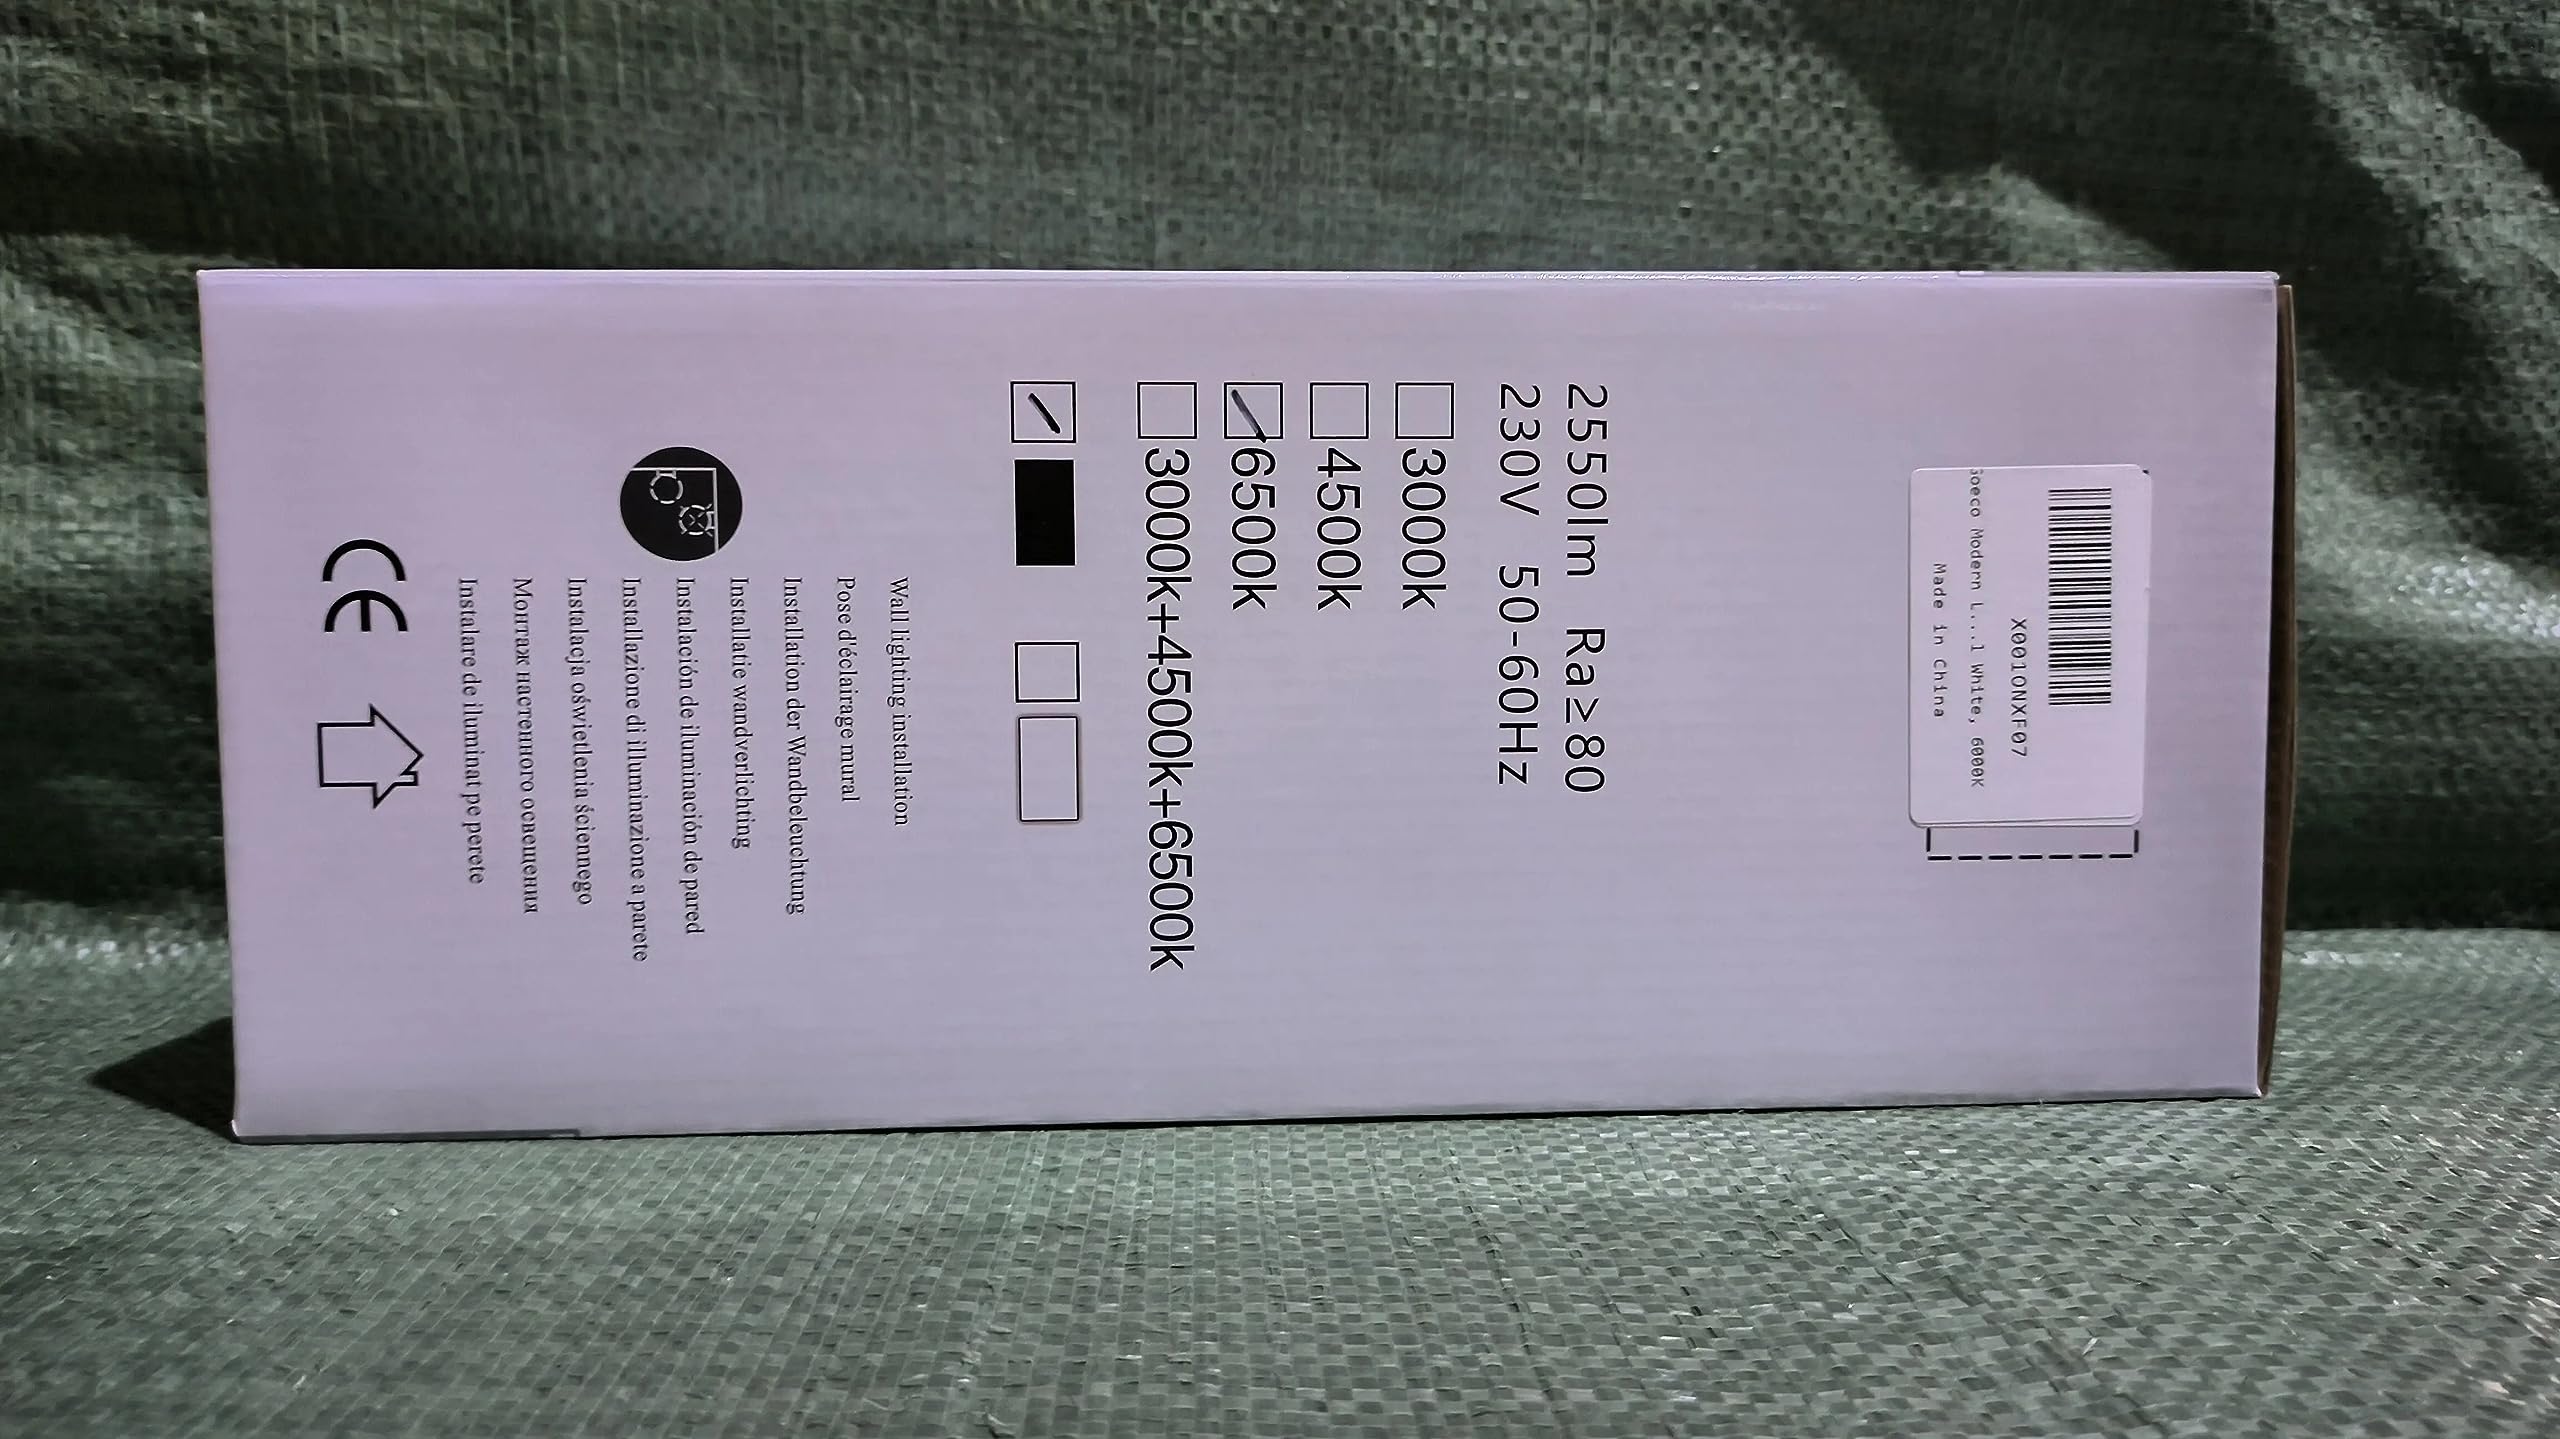 X001ONXF07
Modern L...l White, 6000K
Made in China
2550lm Ra≥80
230V 50-60Hz
3000k
4500k
6500k
3000k+4500k+6500k
Wall lighting installation
Pose d'éclairage mural
Installation der Wandbeleuchtung
Installatie wandverlichting
Instalación de iluminación de pared
Installazione di illuminazione a parete
Instalacja oświetlenia ściennego
Монтаж настенного освещения
Instalare de iluminat pe perete
CE